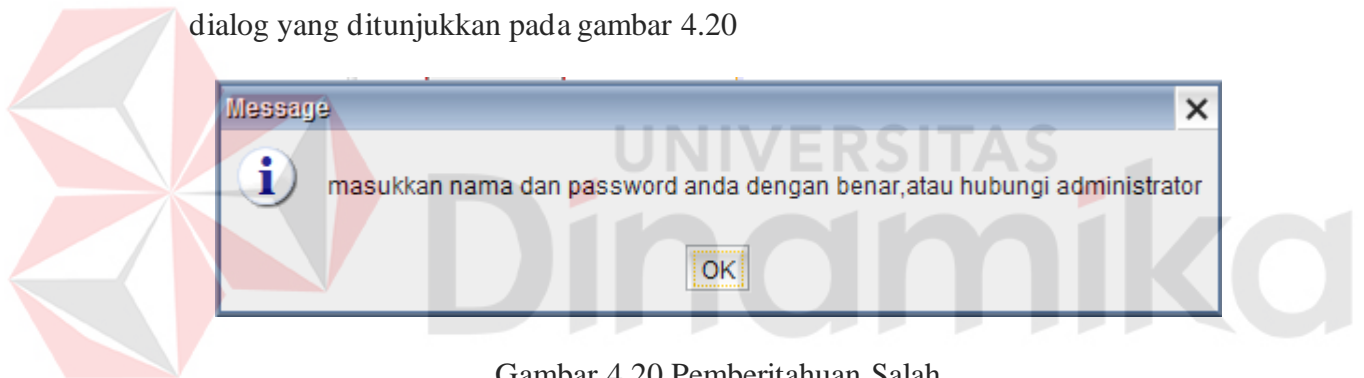 dialog yang ditunjukkan pada gambar 4.20
Message
UNIVERSITAS
masukkan nama dan password anda dengan benar,atau hubungi administrator
Dinamika
OK
Gambar 4.20 Pemberitahuan Salah